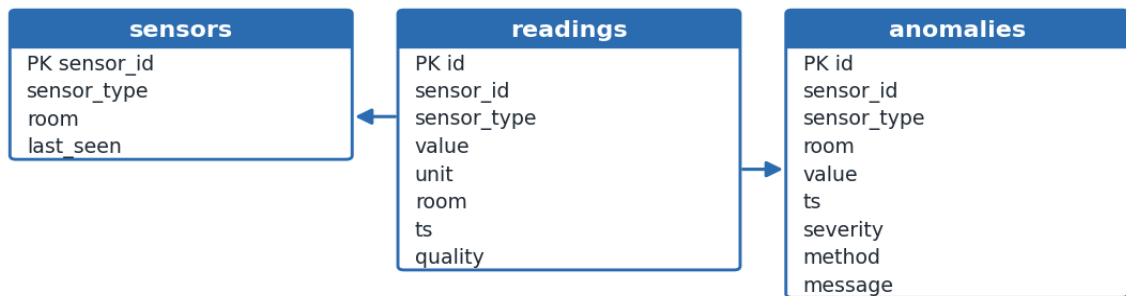 sensors
PK sensor_id
sensor_type
room
last_seen
readings
PK id
sensor_id
sensor_type
value
unit
room
ts
quality
anomalies
PK id
sensor_id
sensor_type
room
value
ts
severity
method
message